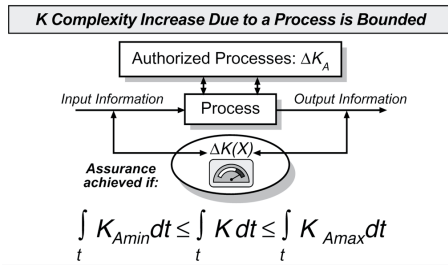 K Complexity Increase Due to a Process is Bounded
Authorized Processes: ΔK_A
Input Information
Process
Output Information
ΔK(X)
Assurance
achieved if:
∫_t K_Amin dt ≤ ∫_t K dt ≤ ∫_t K_Amax dt